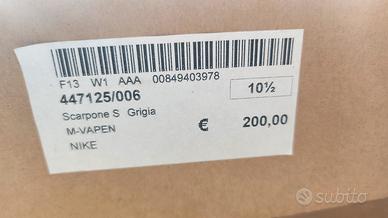 F13 W1 AAA 00849403978
447125/006
10½
Scarpone S Grigia
M-VAPEN
€ 200,00
NIKE
subito